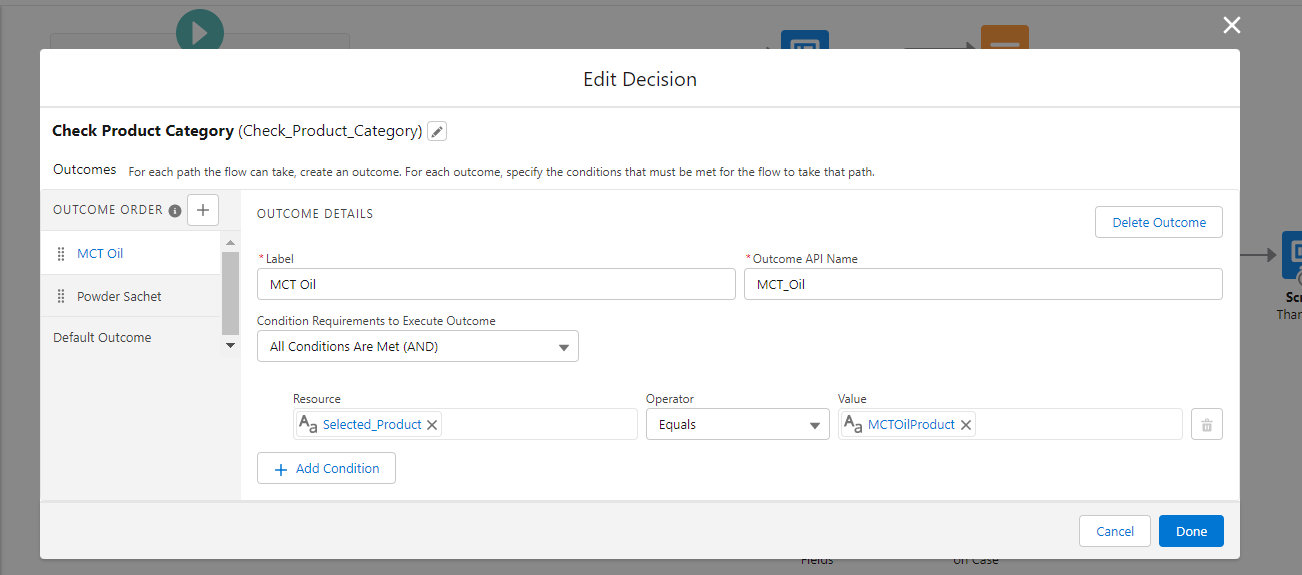 Edit Decision
Check Product Category (Check_Product_Category)
Outcomes For each path the flow can take, create an outcome. For each outcome, specify the conditions that must be met for the flow to take that path.
OUTCOME ORDER
OUTCOME DETAILS
Delete Outcome
MCT Oil
Powder Sachet
Default Outcome
* Label
* Outcome API Name
MCT Oil
MCT_Oil
Condition Requirements to Execute Outcome
All Conditions Are Met (AND)
Resource Operator Value
Aa Selected_Product Equals Aa MCTOilProduct
+ Add Condition
Cancel Done
Scr
Than
Fields
on Case